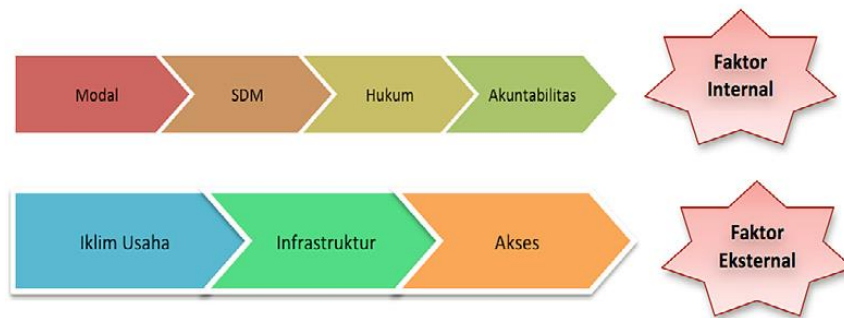 Modal
SDM
Hukum
Akuntabilitas
Faktor
Internal
Iklim Usaha
Infrastruktur
Akses
Faktor
Eksternal